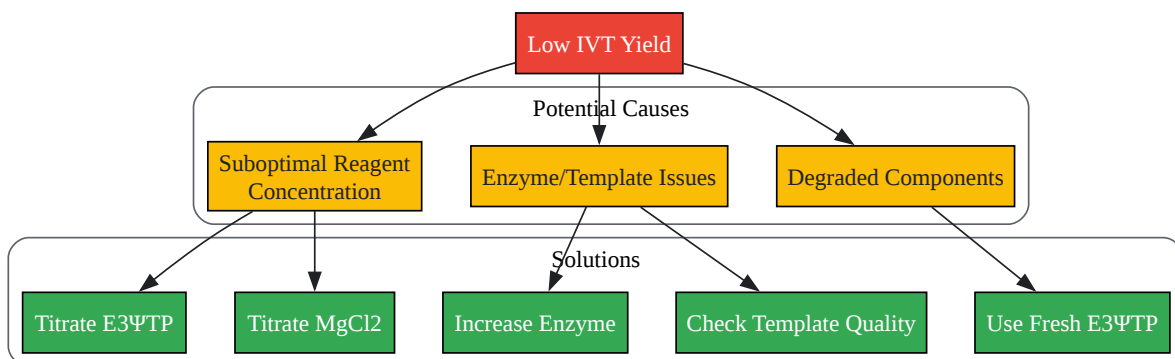 Low IVT Yield
Potential Causes
Suboptimal Reagent
Concentration
Enzyme/Template Issues
Degraded Components
Solutions
Titrate E3ΨTP
Titrate MgCl2
Increase Enzyme
Check Template Quality
Use Fresh E3ΨTP